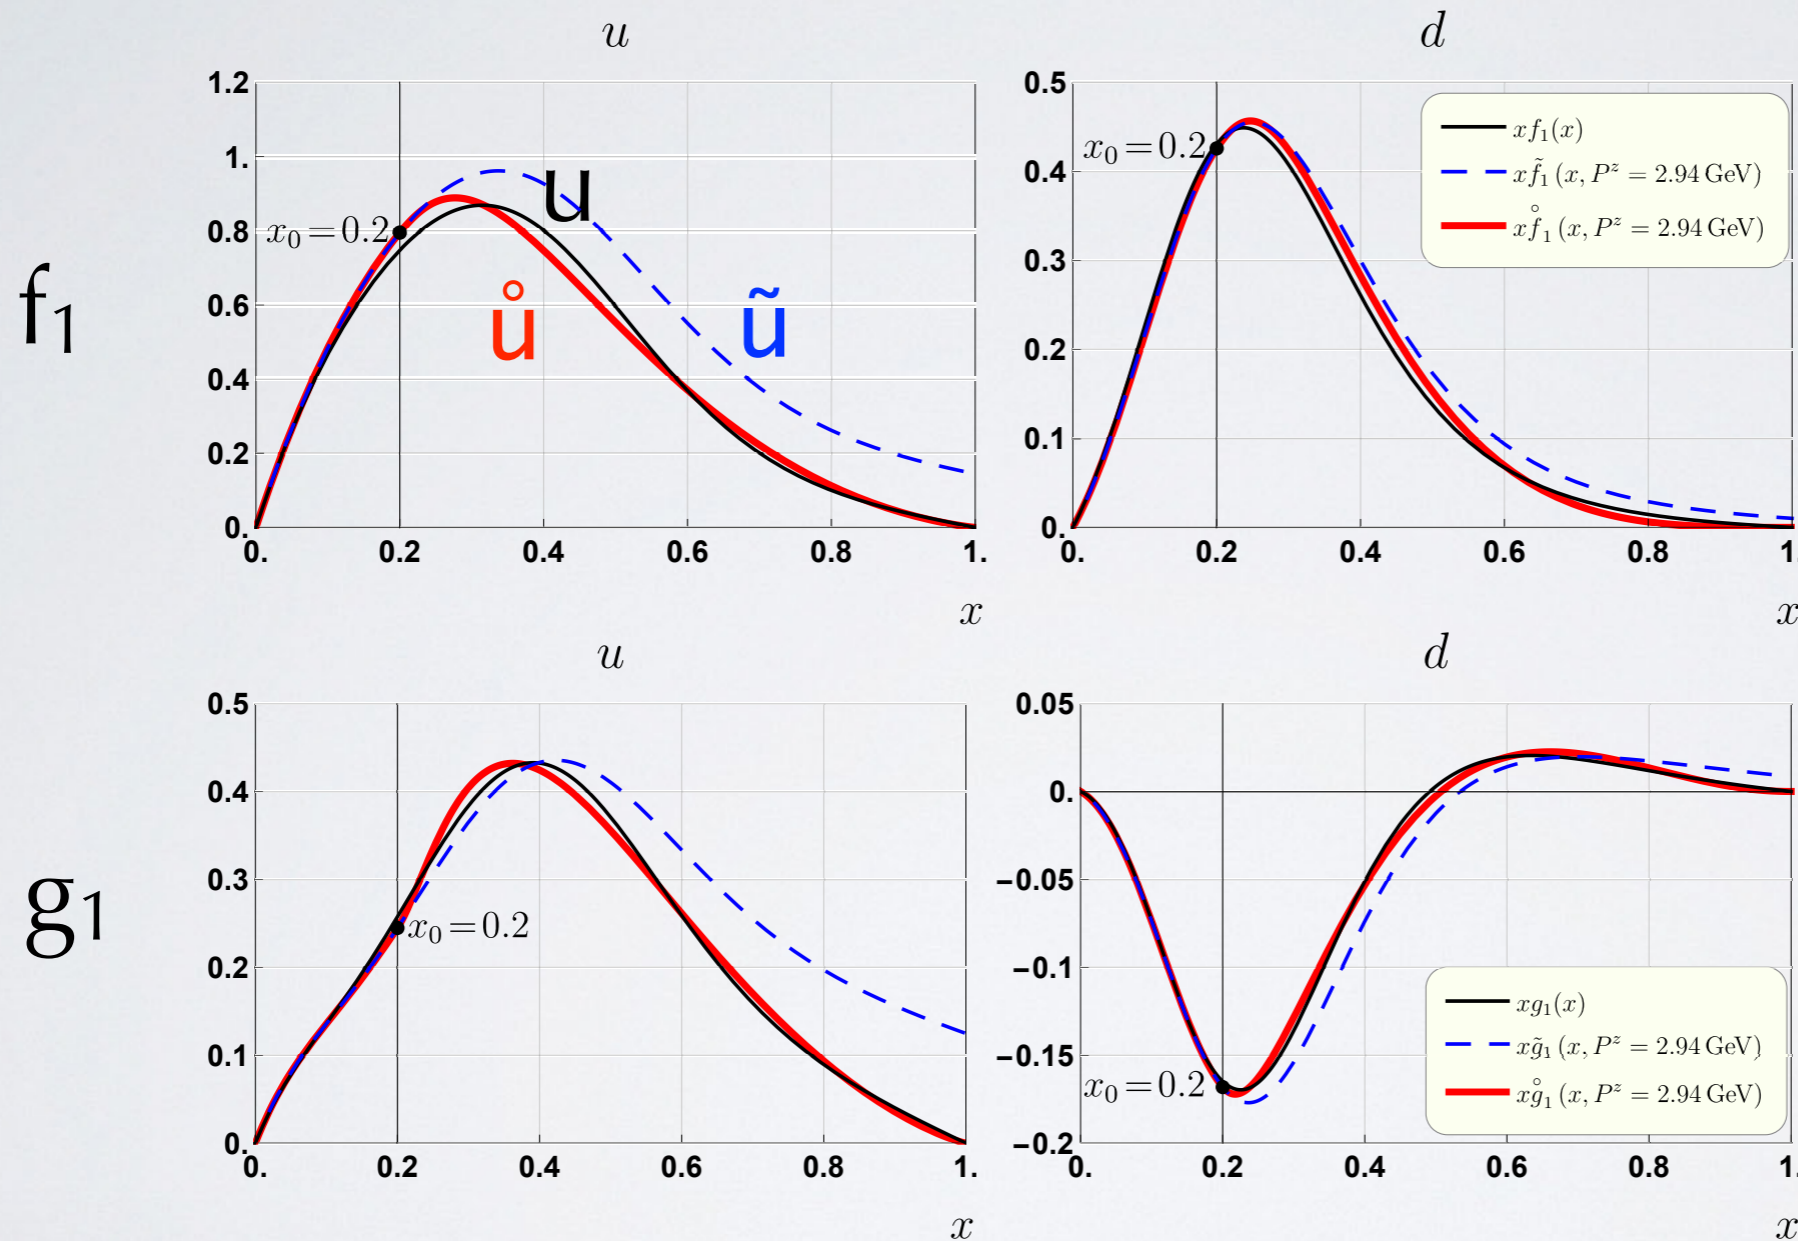 u
1.2
1.
0.8
0.6
0.4
0.2
0.
x₀=0.2
u
ů
ũ
0. 0.2 0.4 0.6 0.8 1.
x
f₁
d
0.5
0.4
0.3
0.2
0.1
0.
x₀=0.2
xf₁(x)
xf̃₁(x, Pᶻ = 2.94 GeV)
xf̊₁(x, Pᶻ = 2.94 GeV)
0. 0.2 0.4 0.6 0.8 1.
x
u
0.5
0.4
0.3
0.2
0.1
0.
x₀=0.2
0. 0.2 0.4 0.6 0.8 1.
x
g₁
d
0.05
0.
−0.05
−0.1
−0.15
−0.2
x₀=0.2
xg₁(x)
xg̃₁(x, Pᶻ = 2.94 GeV)
xg̊₁(x, Pᶻ = 2.94 GeV)
0. 0.2 0.4 0.6 0.8 1.
x